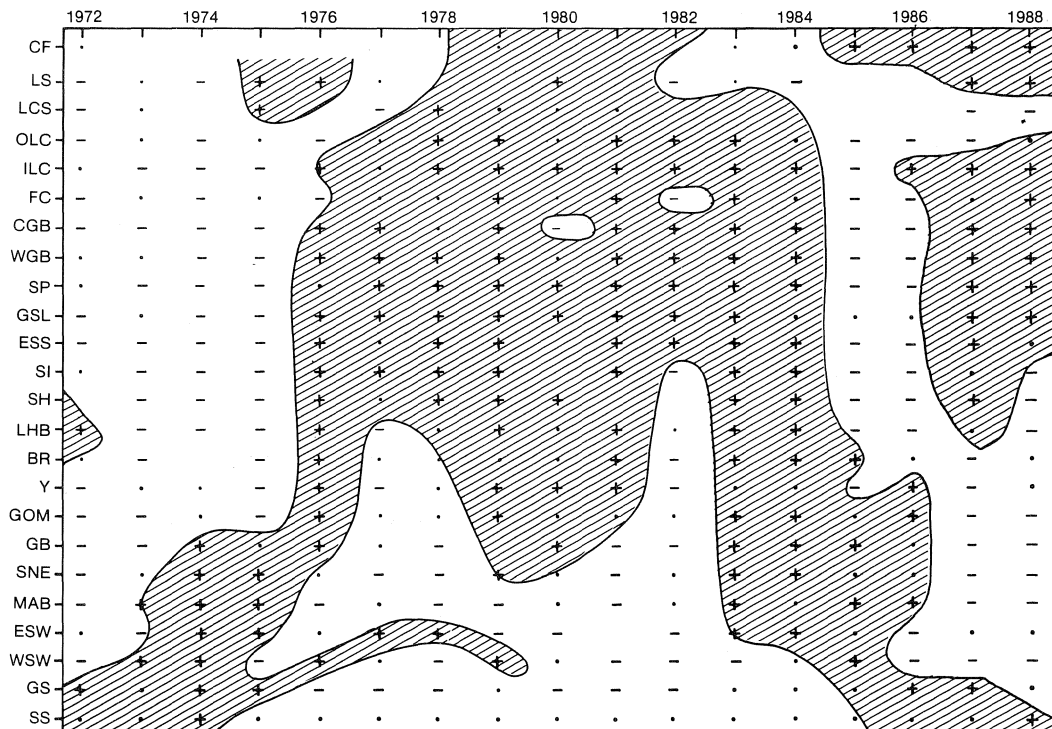 1972 1974 1976 1978 1980 1982 1984 1986 1988
CF
LS
LCS
OLC
ILC
FC
CGB
WGB
SP
GSL
ESS
SI
SH
LHB
BR
Y
GOM
GB
SNE
MAB
ESW
WSW
GS
SS